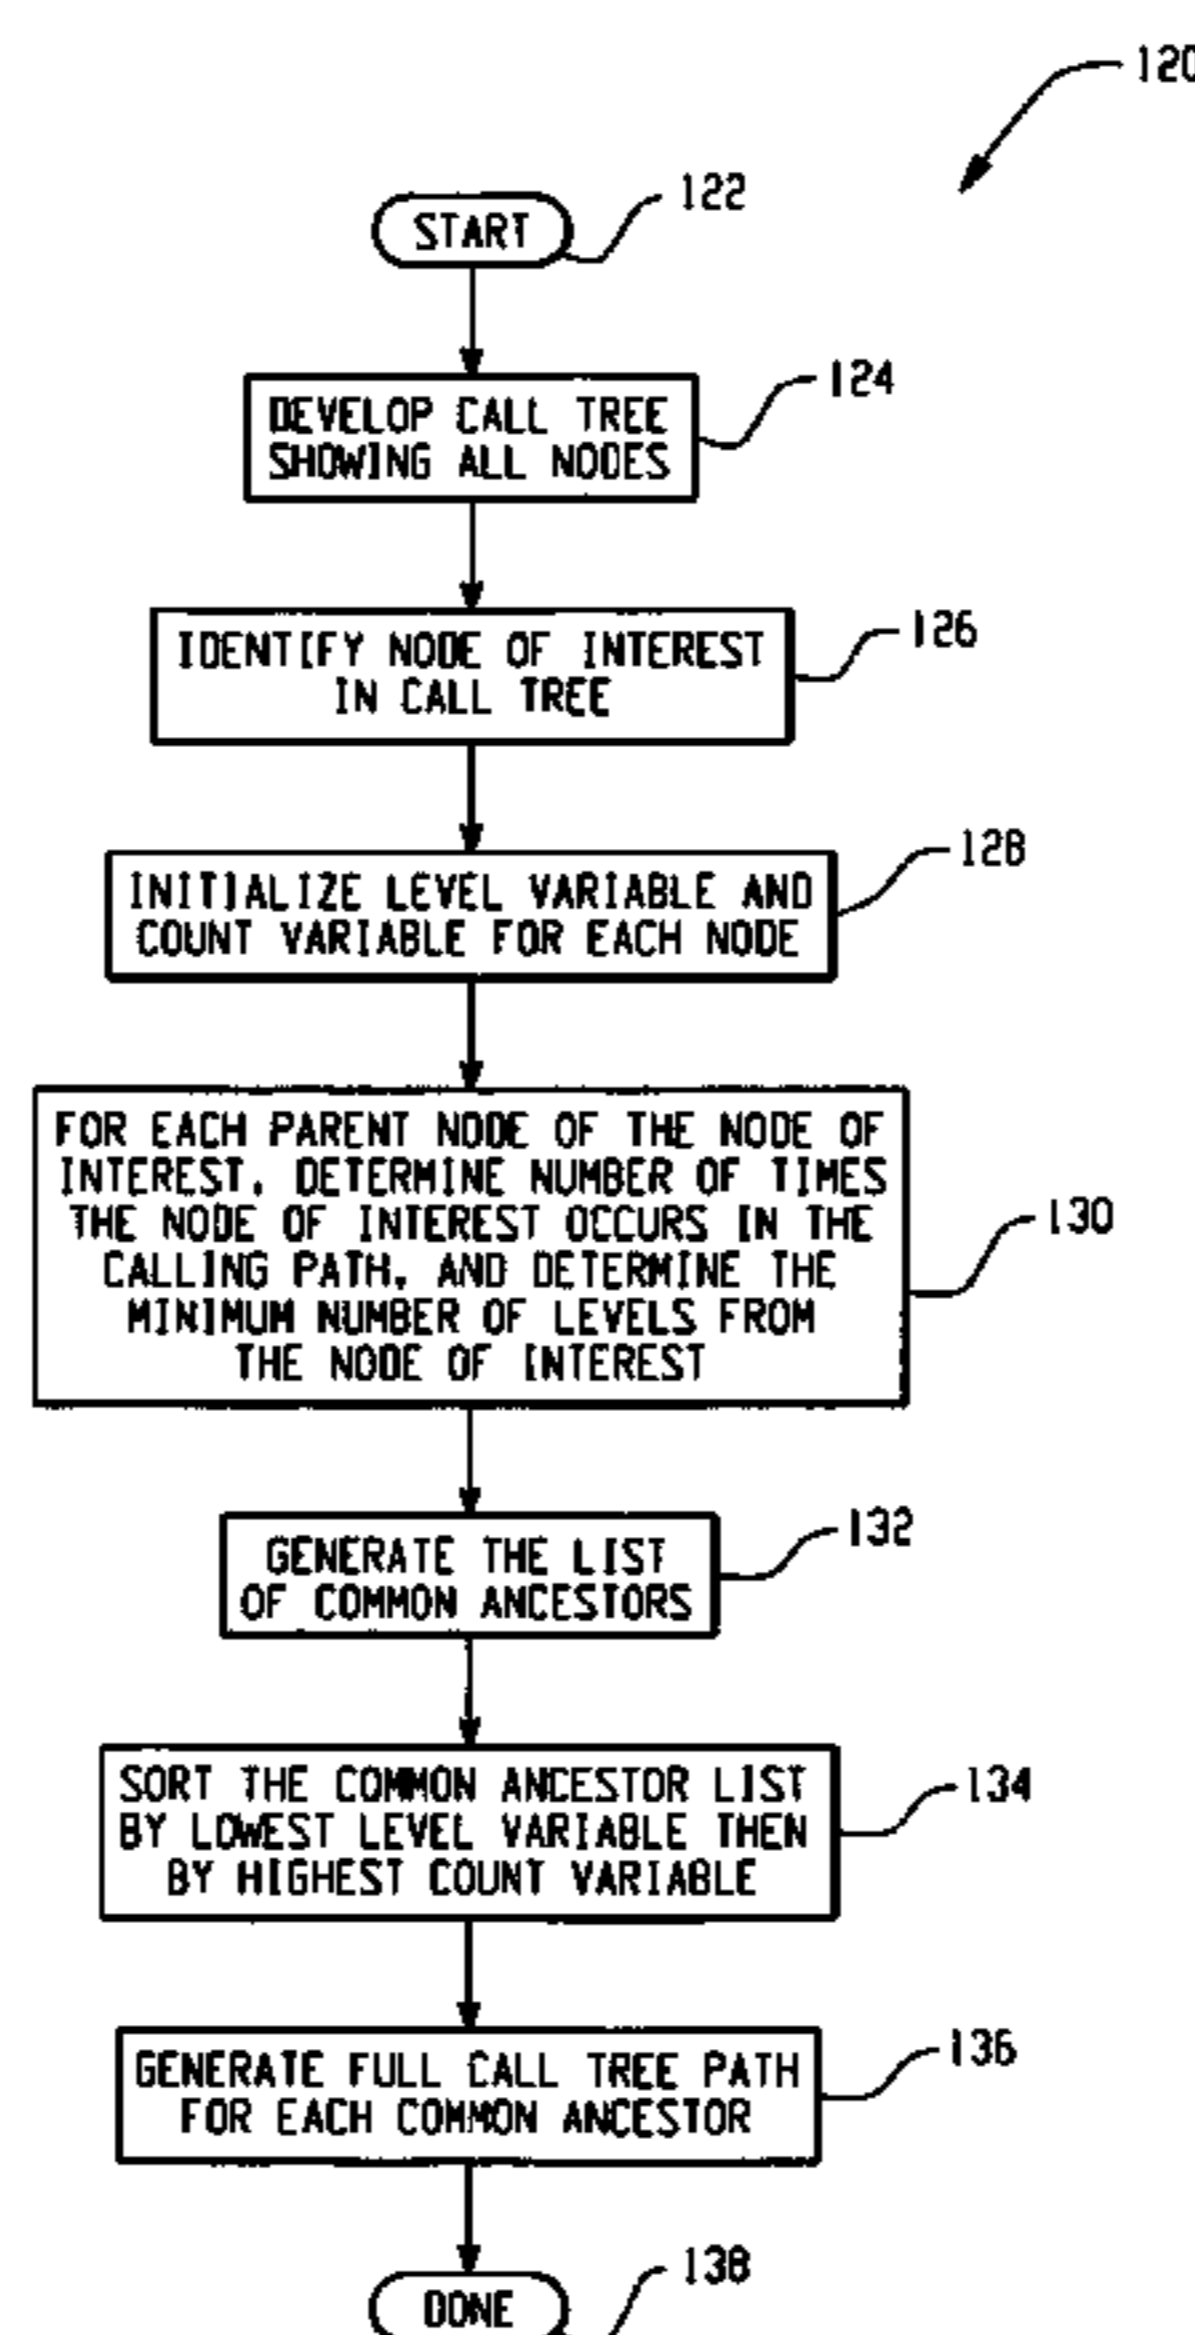 120
START
122
DEVELOP CALL TREE
SHOWING ALL NODES
124
IDENTIFY NODE OF INTEREST
IN CALL TREE
126
INITIALIZE LEVEL VARIABLE AND
COUNT VARIABLE FOR EACH NODE
128
FOR EACH PARENT NODE OF THE NODE OF
INTEREST, DETERMINE NUMBER OF TIMES
THE NODE OF INTEREST OCCURS IN THE
CALLING PATH, AND DETERMINE THE
MINIMUM NUMBER OF LEVELS FROM
THE NODE OF INTEREST
130
GENERATE THE LIST
OF COMMON ANCESTORS
132
SORT THE COMMON ANCESTOR LIST
BY LOWEST LEVEL VARIABLE THEN
BY HIGHEST COUNT VARIABLE
134
GENERATE FULL CALL TREE PATH
FOR EACH COMMON ANCESTOR
136
DONE
138